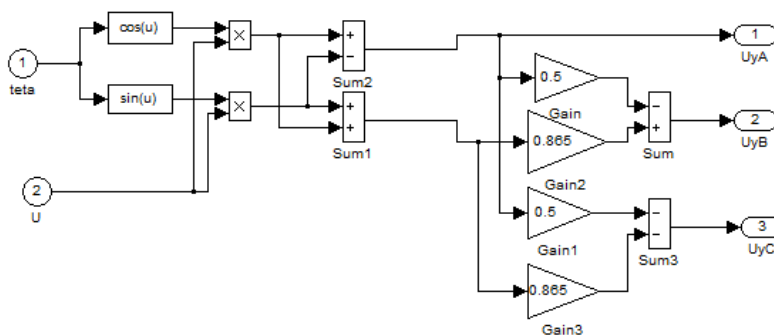 cos(u)
1
teta
sin(u)
×
×
+
−
Sum2
+
+
Sum1
2
U
0.5
Gain
0.865
Gain2
−
+
Sum
0.5
Gain1
0.865
Gain3
−
−
Sum3
1
UyA
2
UyB
3
UyC